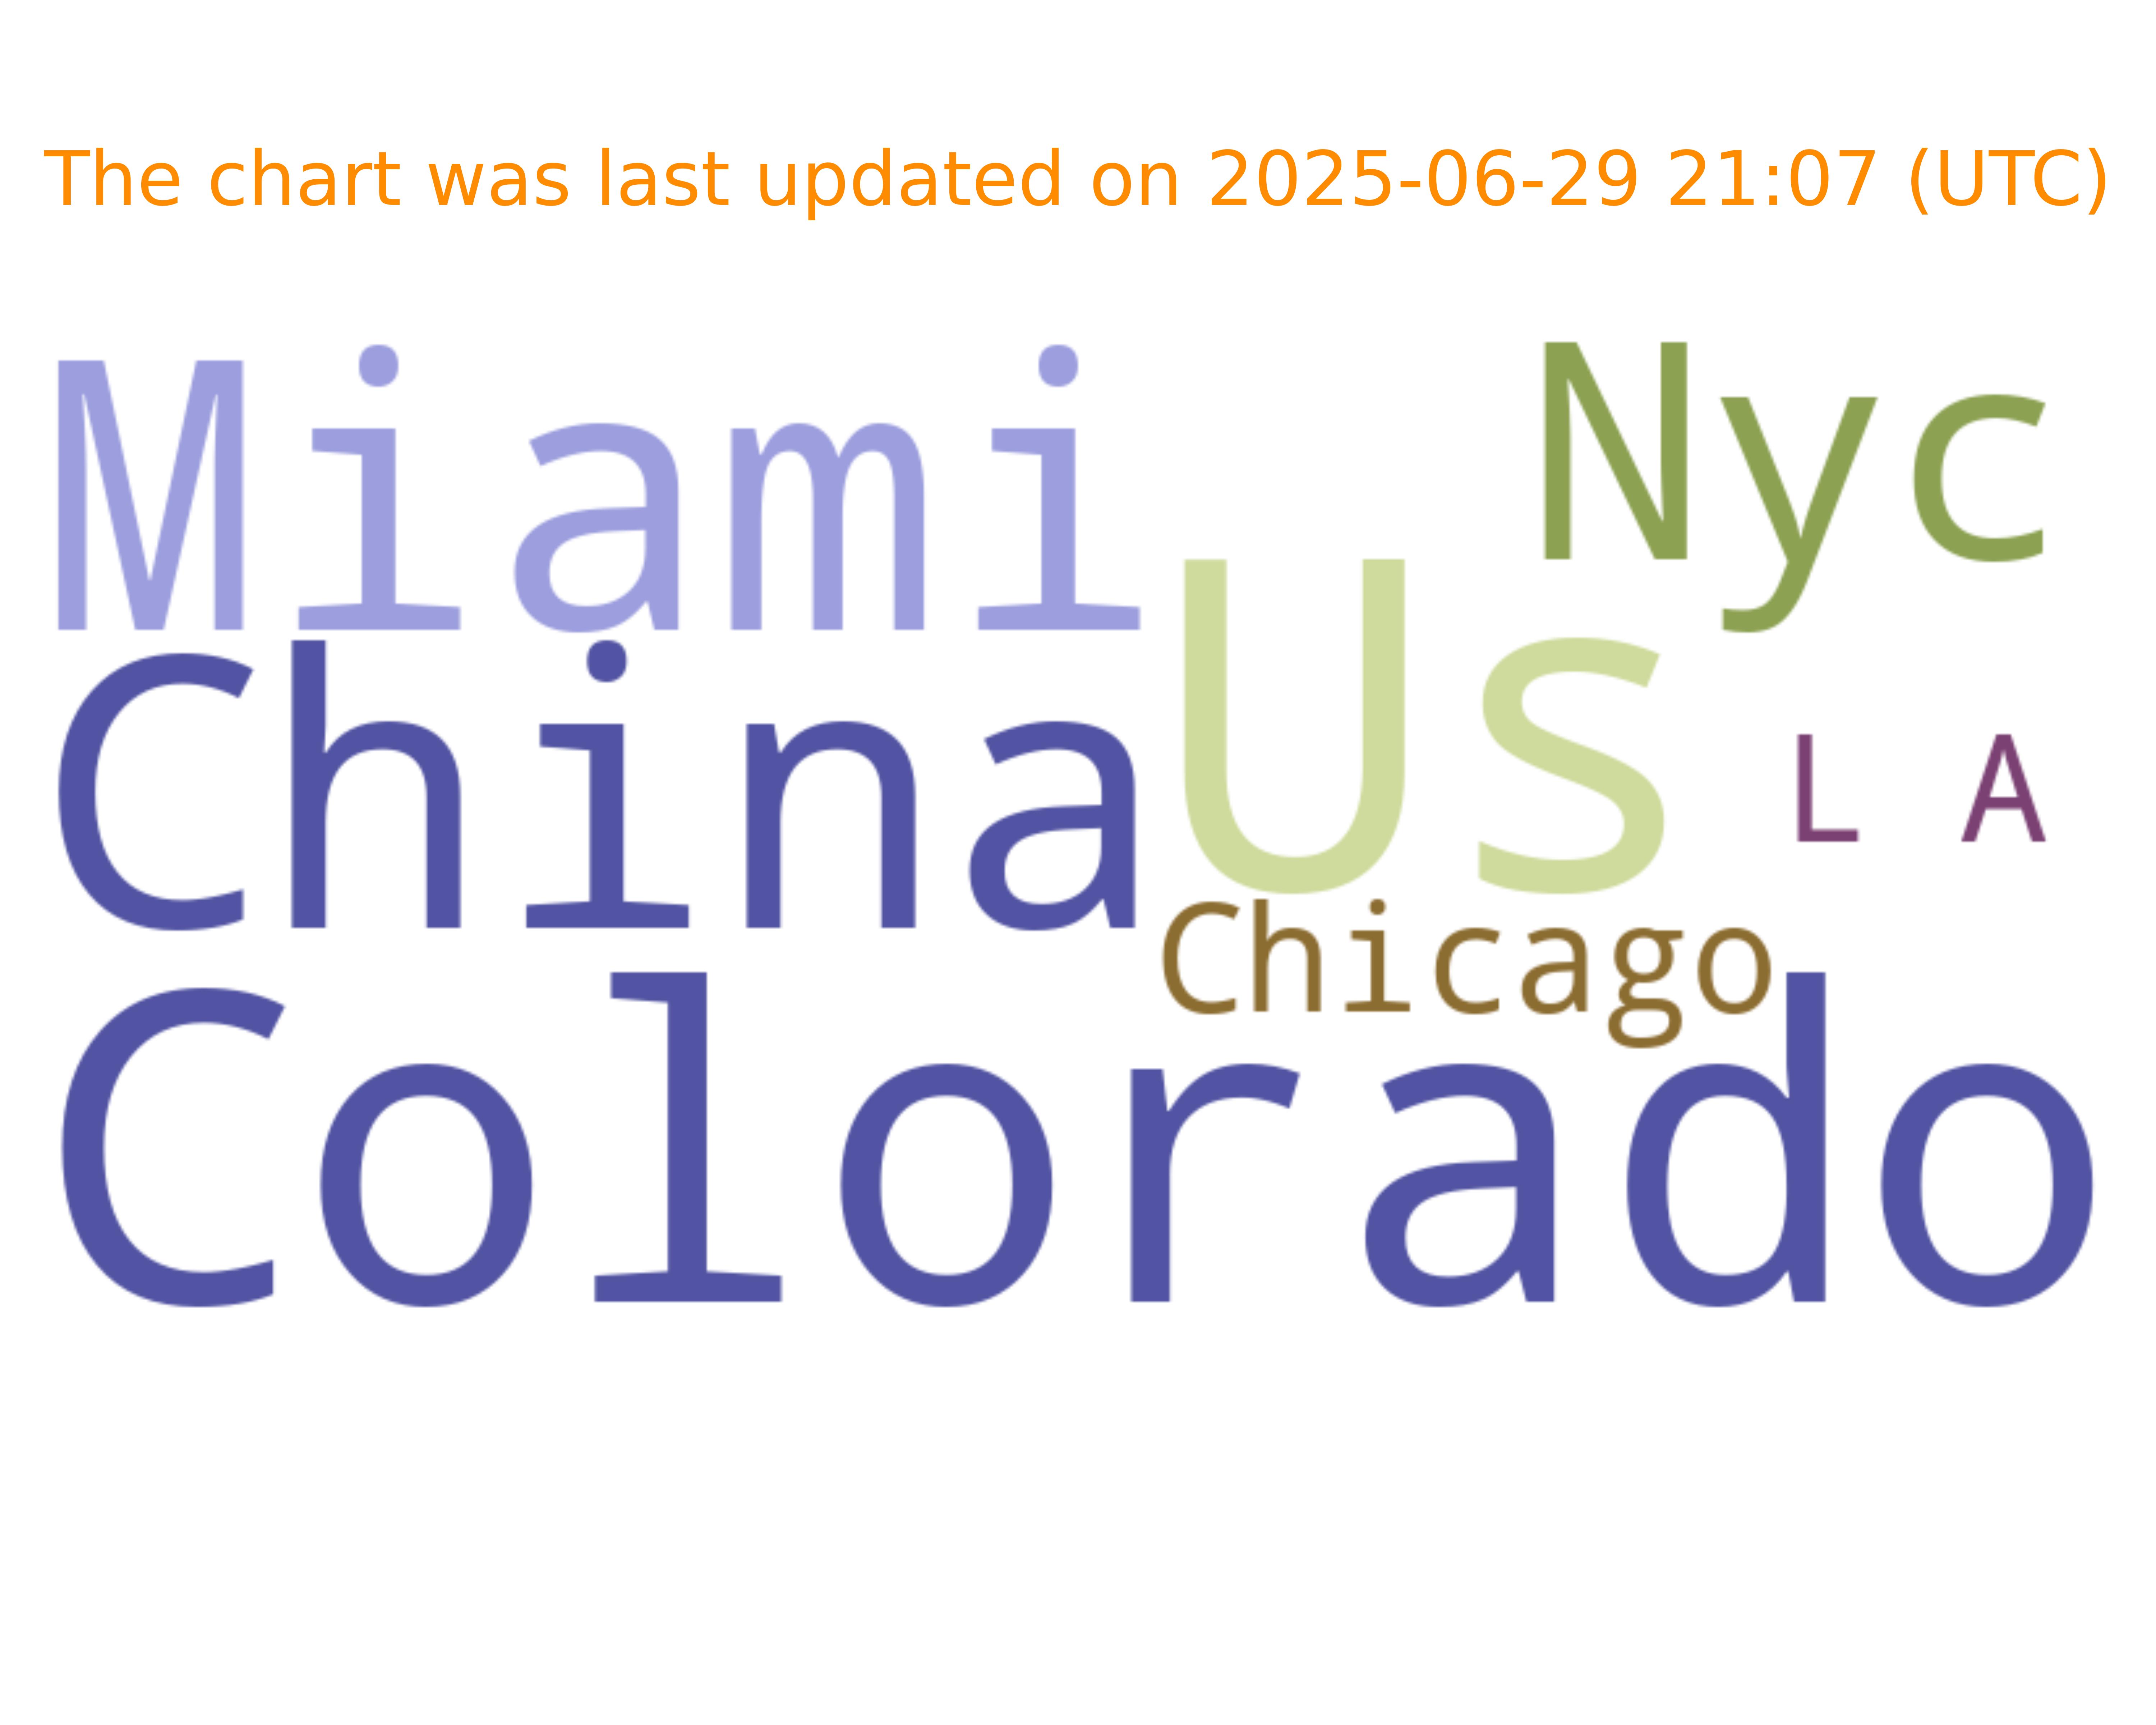 The chart was last updated on 2025-06-29 21:07 (UTC)
Miami
Nyc
China
Us
L A
Chicago
Colorado